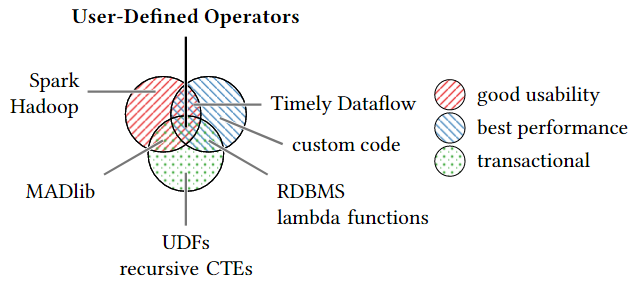 User-Defined Operators
Spark
Hadoop
Timely Dataflow
custom code
MADlib
RDBMS
lambda functions
UDFs
recursive CTEs
good usability
best performance
transactional